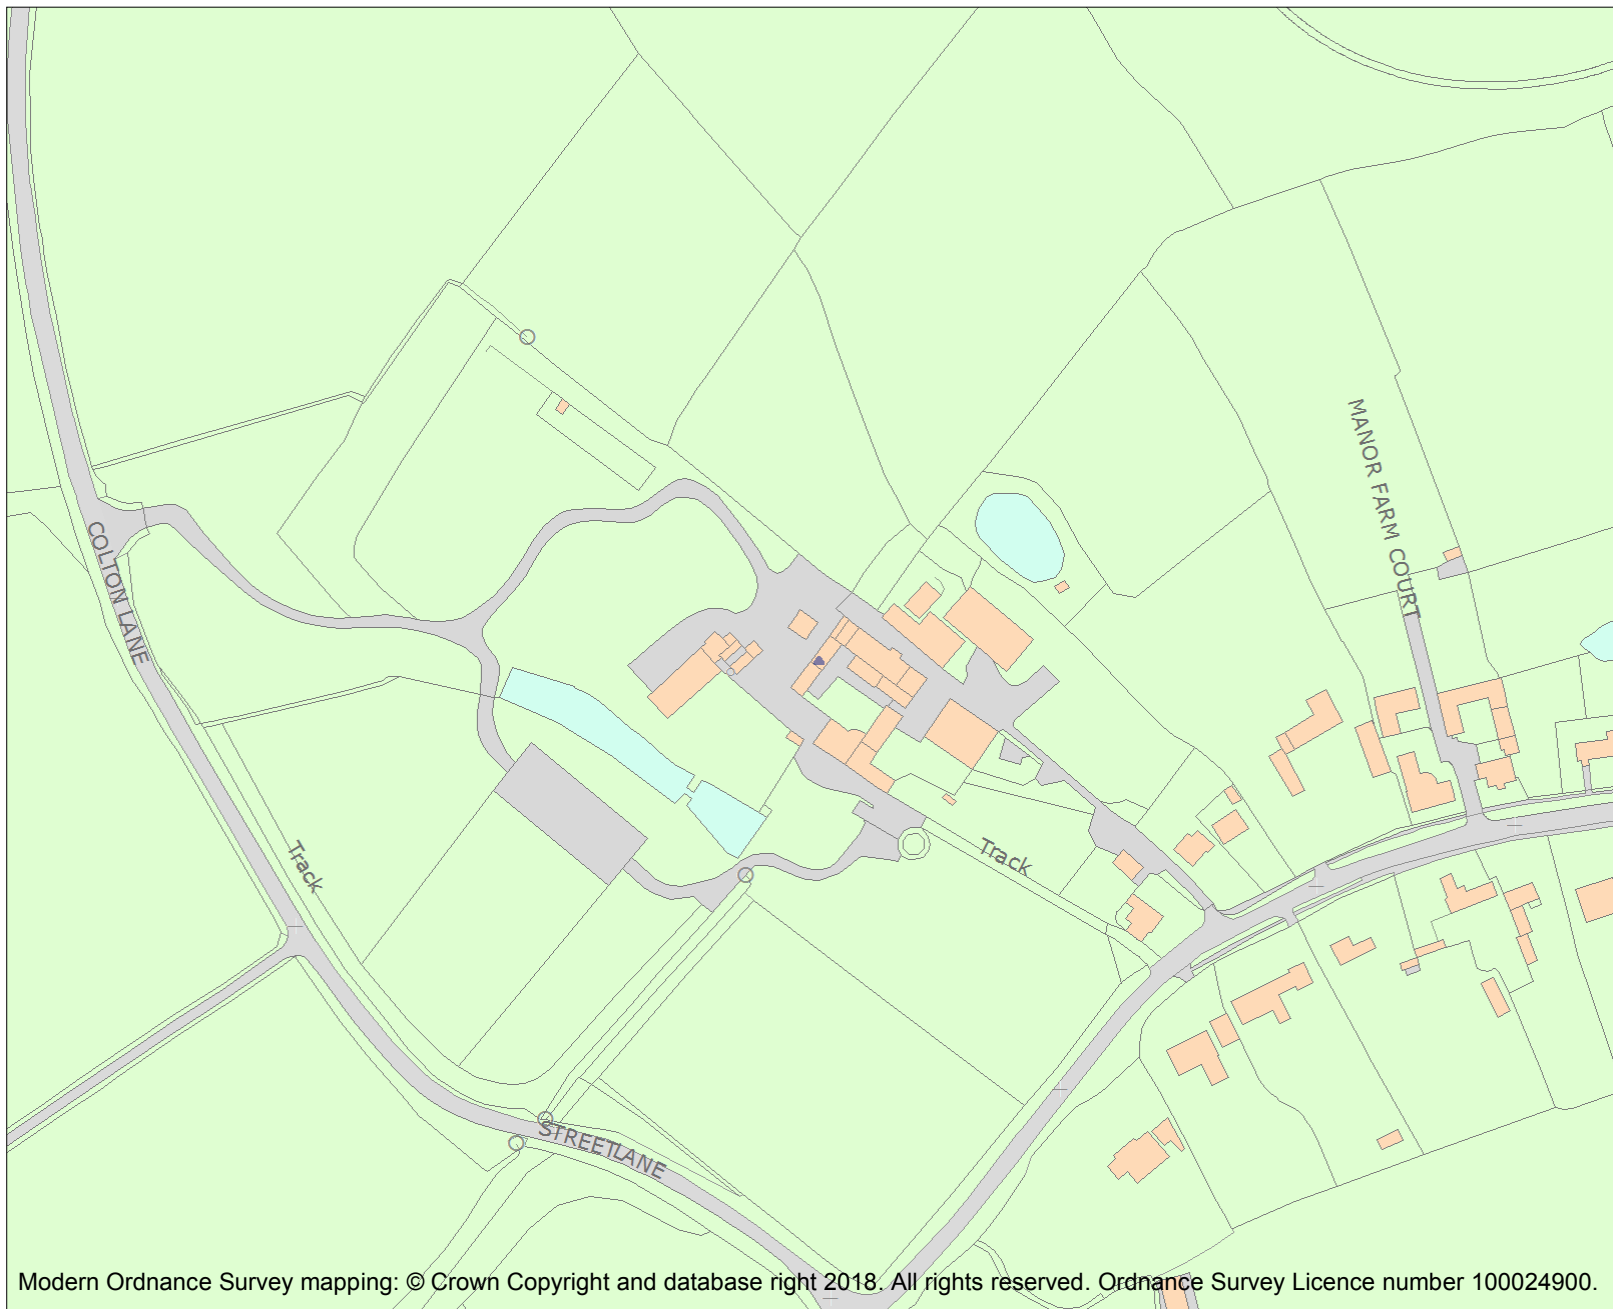 MANOR FARM COURT
COLTON LANE
Track
Track
STREETLANE
Modern Ordnance Survey mapping: © Crown Copyright and database right 2018. All rights reserved. Ordnance Survey Licence number 100024900.